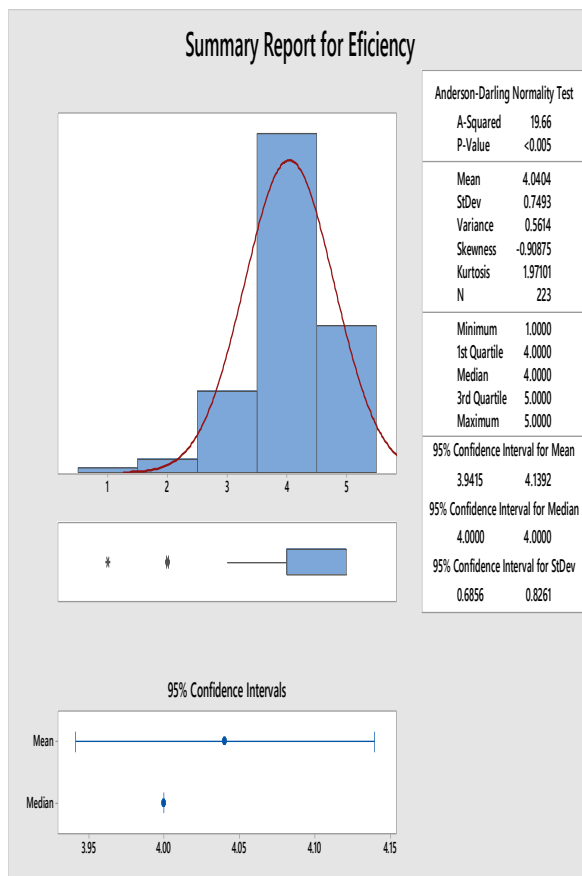 Summary Report for Eficiency
1 2 3 4 5
Anderson-Darling Normality Test
A-Squared 19.66
P-Value <0.005
Mean 4.0404
StDev 0.7493
Variance 0.5614
Skewness -0.90875
Kurtosis 1.97101
N 223
Minimum 1.0000
1st Quartile 4.0000
Median 4.0000
3rd Quartile 5.0000
Maximum 5.0000
95% Confidence Interval for Mean
3.9415 4.1392
95% Confidence Interval for Median
4.0000 4.0000
95% Confidence Interval for StDev
0.6856 0.8261
95% Confidence Intervals
Mean
Median
3.95 4.00 4.05 4.10 4.15